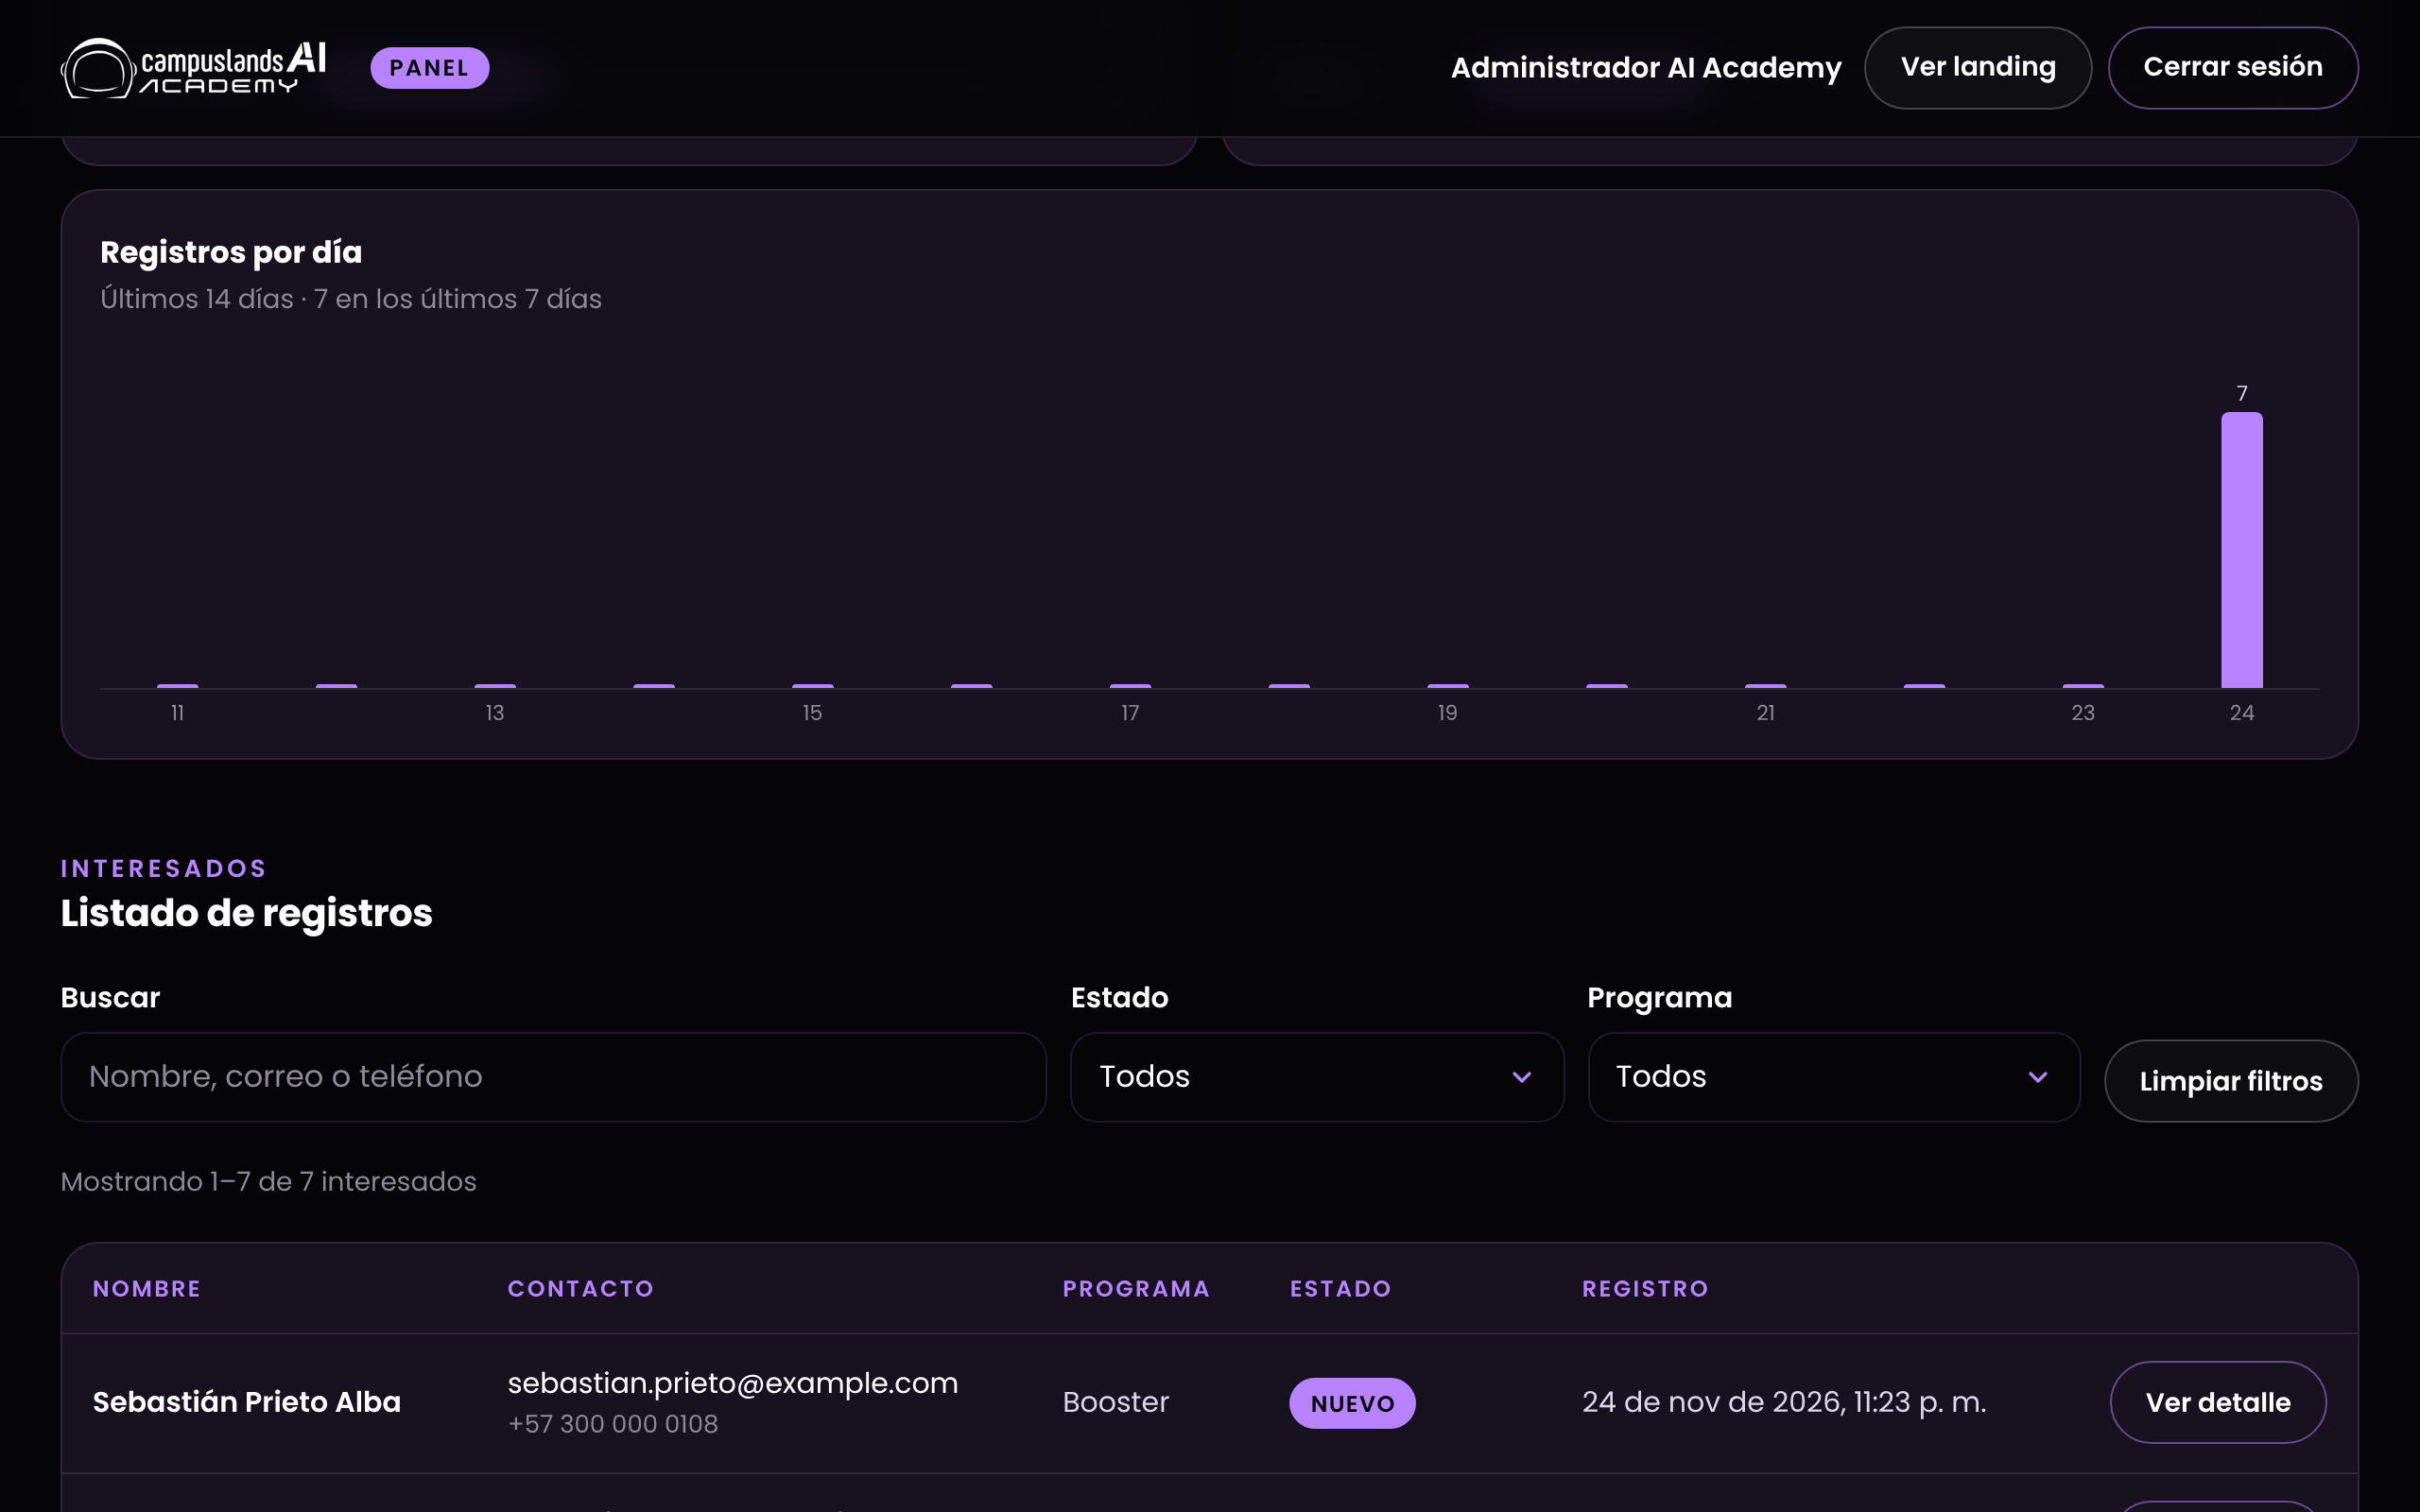 campuslands AI
ACADEMY
PANEL
Administrador AI Academy
Ver landing
Cerrar sesión
Registros por día
Últimos 14 días · 7 en los últimos 7 días
7
11
13
15
17
19
21
23
24
INTERESADOS
Listado de registros
Buscar
Estado
Programa
Nombre, correo o teléfono
Todos
Todos
Limpiar filtros
Mostrando 1–7 de 7 interesados
NOMBRE
CONTACTO
PROGRAMA
ESTADO
REGISTRO
Sebastián Prieto Alba
sebastian.prieto@example.com
+57 300 000 0108
Booster
NUEVO
24 de nov de 2026, 11:23 p. m.
Ver detalle